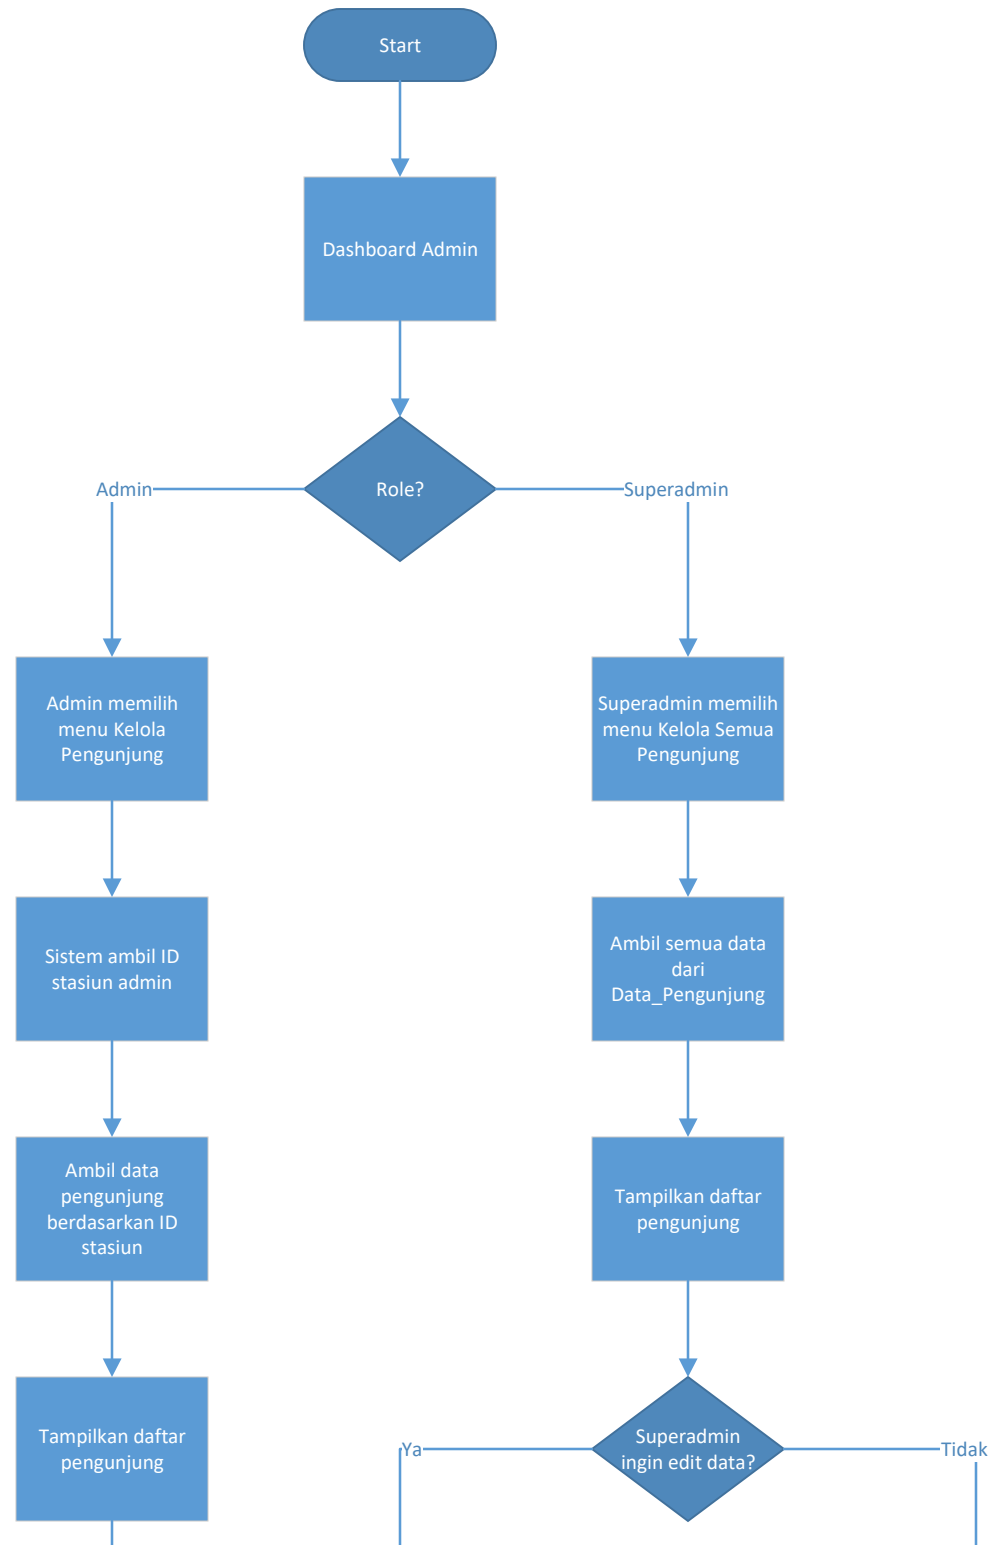 Start
Dashboard Admin
Role?
Admin
Superadmin
Admin memilih
menu Kelola
Pengunjung
Superadmin memilih
menu Kelola Semua
Pengunjung
Sistem ambil ID
stasiun admin
Ambil semua data
dari
Data_Pengunjung
Ambil data
pengunjung
berdasarkan ID
stasiun
Tampilkan daftar
pengunjung
Tampilkan daftar
pengunjung
Superadmin
ingin edit data?
Ya
Tidak